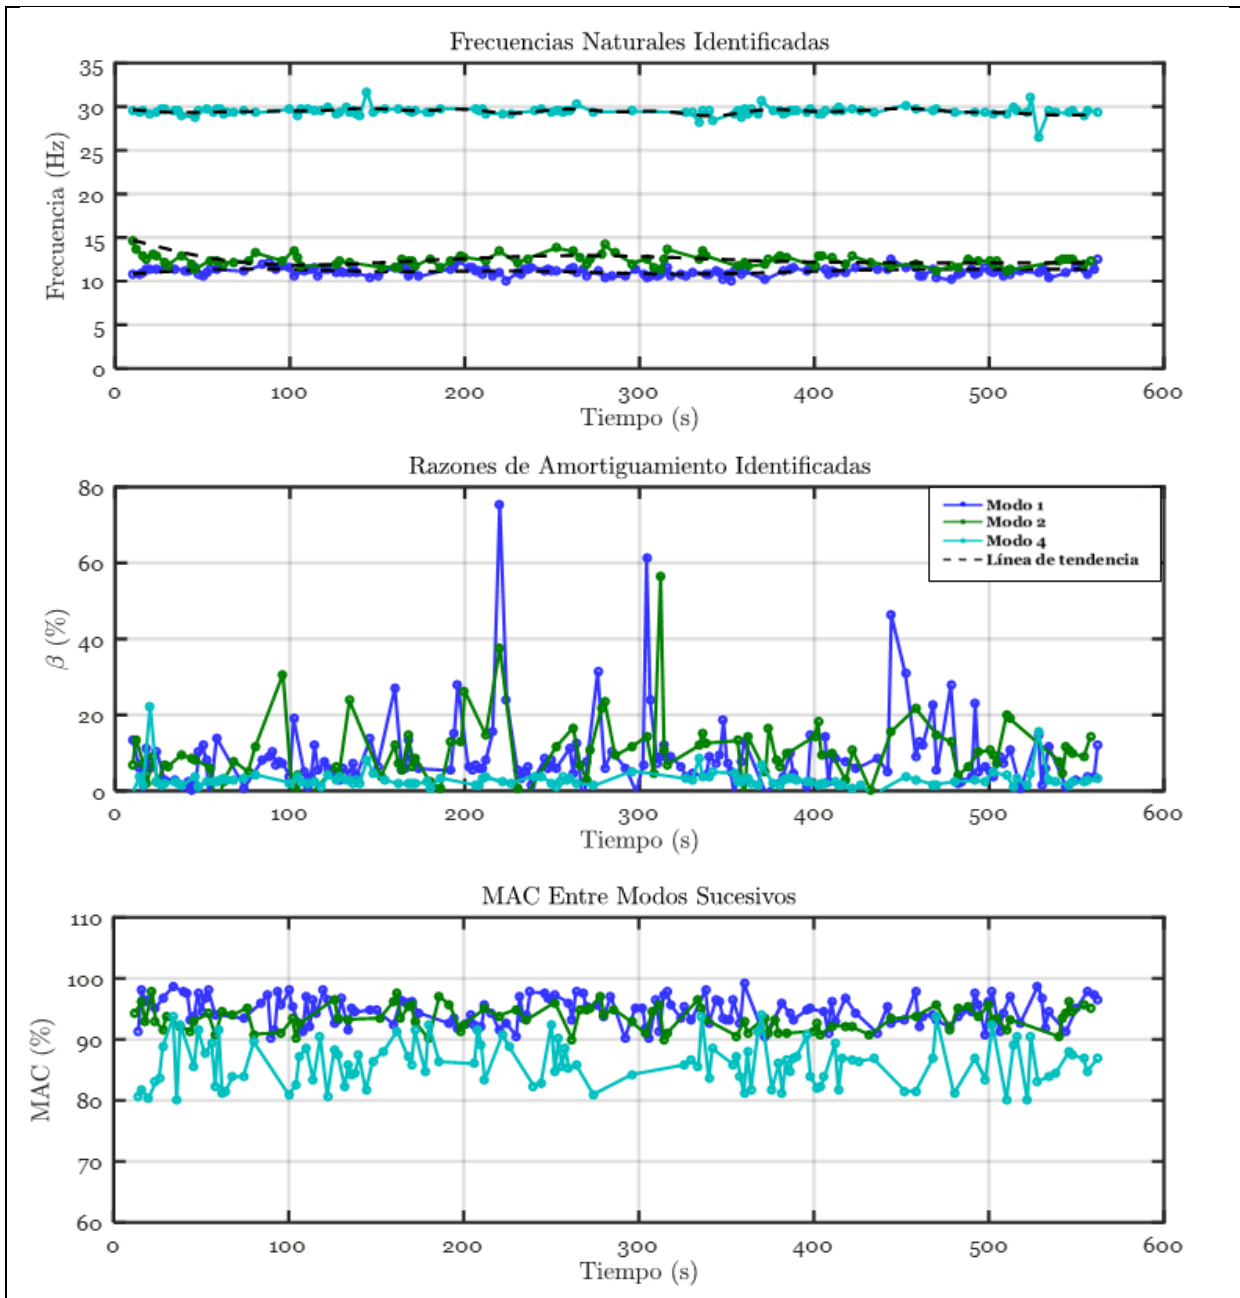 Frecuencias Naturales Identificadas
35
30
25
20
15
10
5
0
Frecuencia (Hz)
0 100 200 300 400 500 600
Tiempo (s)
Razones de Amortiguamiento Identificadas
80
60
40
20
0
β (%)
Modo 1
Modo 2
Modo 4
Línea de tendencia
0 100 200 300 400 500 600
Tiempo (s)
MAC Entre Modos Sucesivos
110
100
90
80
70
60
MAC (%)
0 100 200 300 400 500 600
Tiempo (s)